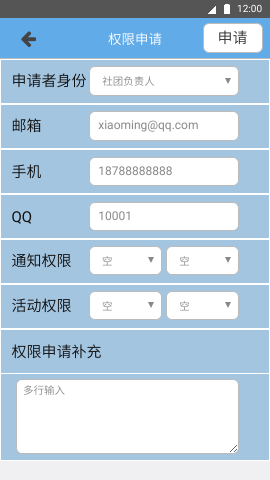 12:00
权限申请 申请
申请者身份 社团负责人
邮箱 xiaoming@qq.com
手机 18788888888
QQ 10001
通知权限 空 空
活动权限 空 空
权限申请补充
多行输入